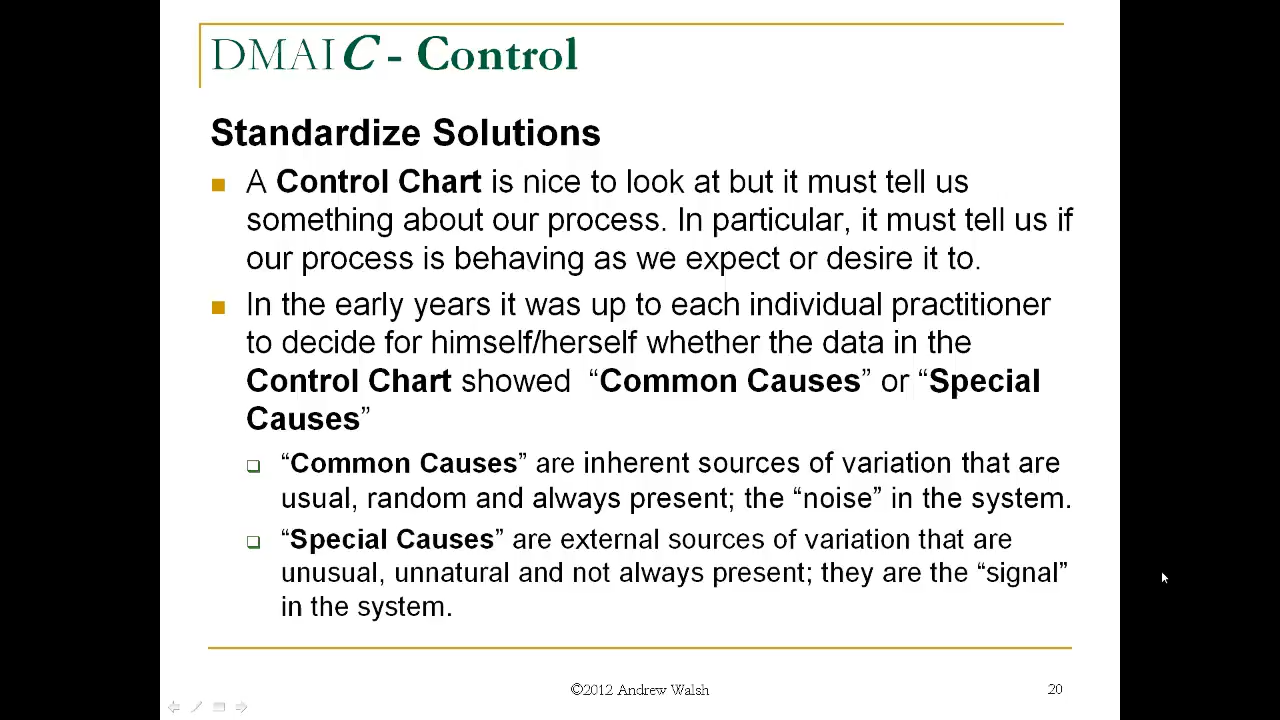 DMAIC - Control
Standardize Solutions
A Control Chart is nice to look at but it must tell us
something about our process. In particular, it must tell us if
our process is behaving as we expect or desire it to.
In the early years it was up to each individual practitioner
to decide for himself/herself whether the data in the
Control Chart showed “Common Causes” or “Special
Causes”
“Common Causes” are inherent sources of variation that are
usual, random and always present; the “noise” in the system.
“Special Causes” are external sources of variation that are
unusual, unnatural and not always present; they are the “signal”
in the system.
©2012 Andrew Walsh
20